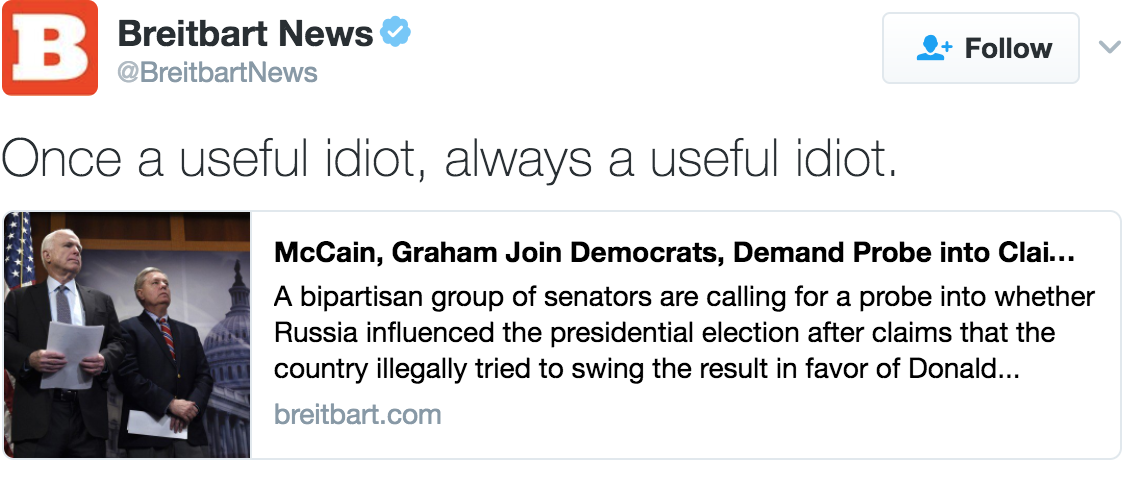 B
Breitbart News
@BreitbartNews
Follow
Once a useful idiot, always a useful idiot.
McCain, Graham Join Democrats, Demand Probe into Clai...
A bipartisan group of senators are calling for a probe into whether
Russia influenced the presidential election after claims that the
country illegally tried to swing the result in favor of Donald...
breitbart.com